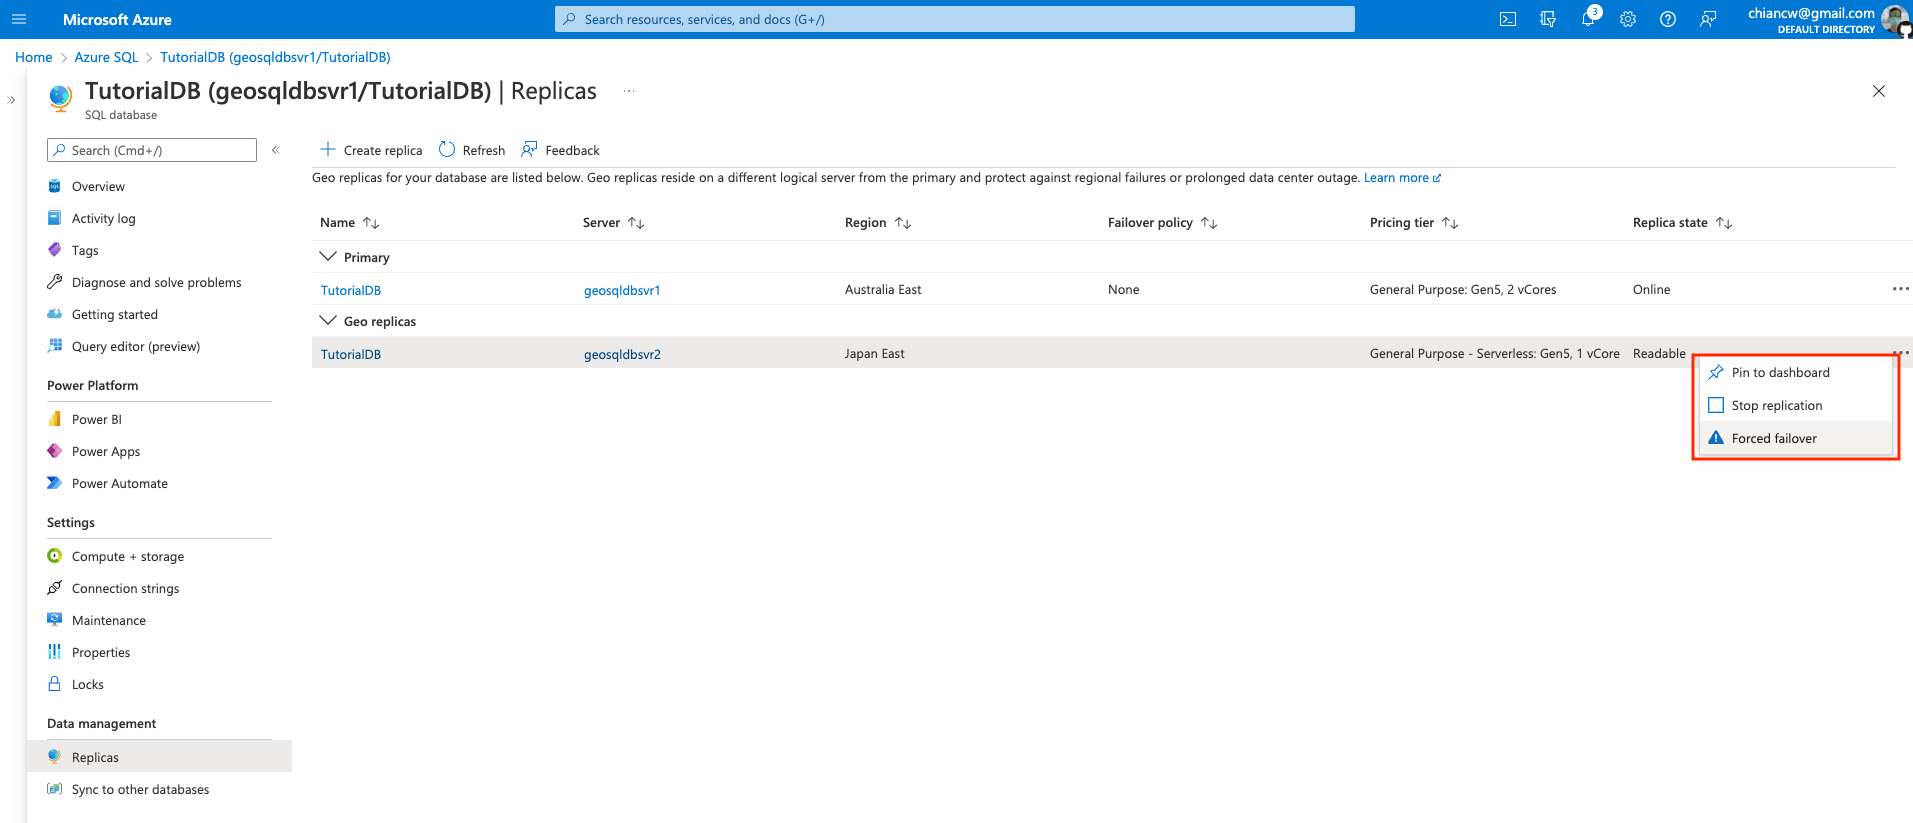 Microsoft Azure
Search resources, services, and docs (G+/)
3
chiancw@gmail.com
DEFAULT DIRECTORY
Home > Azure SQL > TutorialDB (geosqldbsvr1/TutorialDB)
TutorialDB (geosqldbsvr1/TutorialDB) | Replicas ...
SQL database
Search (Cmd+/)
Overview
Activity log
Tags
Diagnose and solve problems
Getting started
Query editor (preview)
Power Platform
Power BI
Power Apps
Power Automate
Settings
Compute + storage
Connection strings
Maintenance
Properties
Locks
Data management
Replicas
Sync to other databases
Create replica Refresh Feedback
Geo replicas for your database are listed below. Geo replicas reside on a different logical server from the primary and protect against regional failures or prolonged data center outage. Learn more
Name Server Region Failover policy Pricing tier Replica state
Primary
TutorialDB geosqldbsvr1 Australia East None General Purpose: Gen5, 2 vCores Online
Geo replicas
TutorialDB geosqldbsvr2 Japan East General Purpose - Serverless: Gen5, 1 vCore Readable
Pin to dashboard
Stop replication
Forced failover